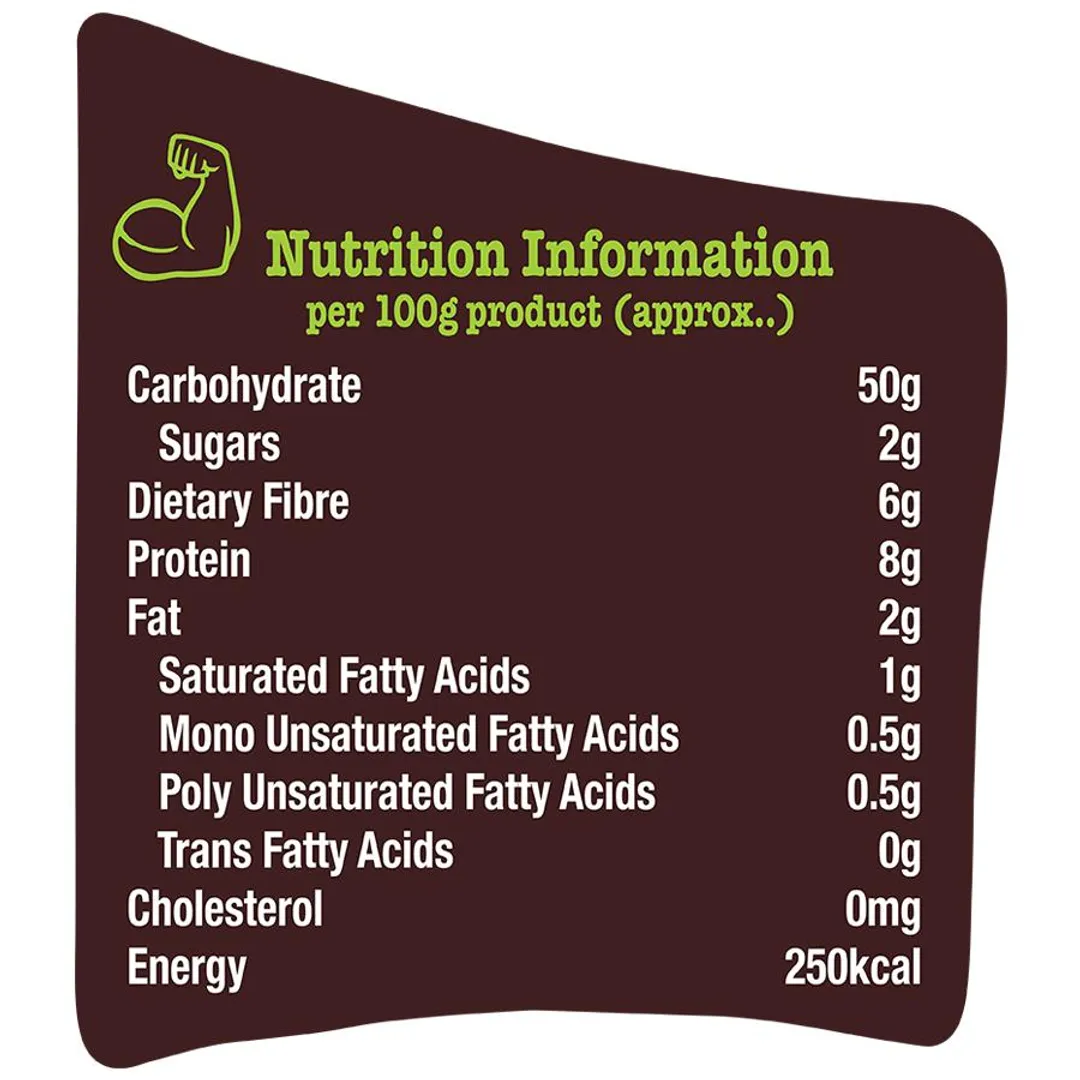 Nutrition Information
per 100g product (approx..)
Carbohydrate 50g
Sugars 2g
Dietary Fibre 6g
Protein 8g
Fat 2g
Saturated Fatty Acids 1g
Mono Unsaturated Fatty Acids 0.5g
Poly Unsaturated Fatty Acids 0.5g
Trans Fatty Acids 0g
Cholesterol 0mg
Energy 250kcal